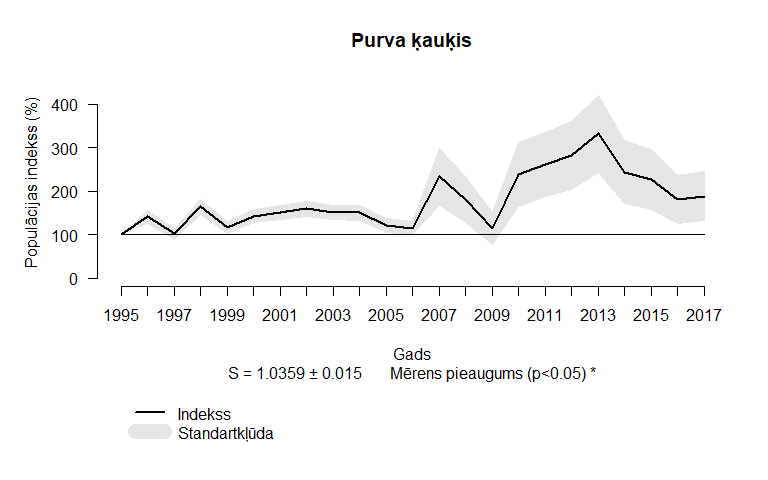 Purva ķauķis
Populācijas indekss (%)
400
300
200
100
0
1995 1997 1999 2001 2003 2005 2007 2009 2011 2013 2015 2017
Gads
S = 1.0359 ± 0.015 Mērens pieaugums (p<0.05) *
Indekss
Standartkļūda